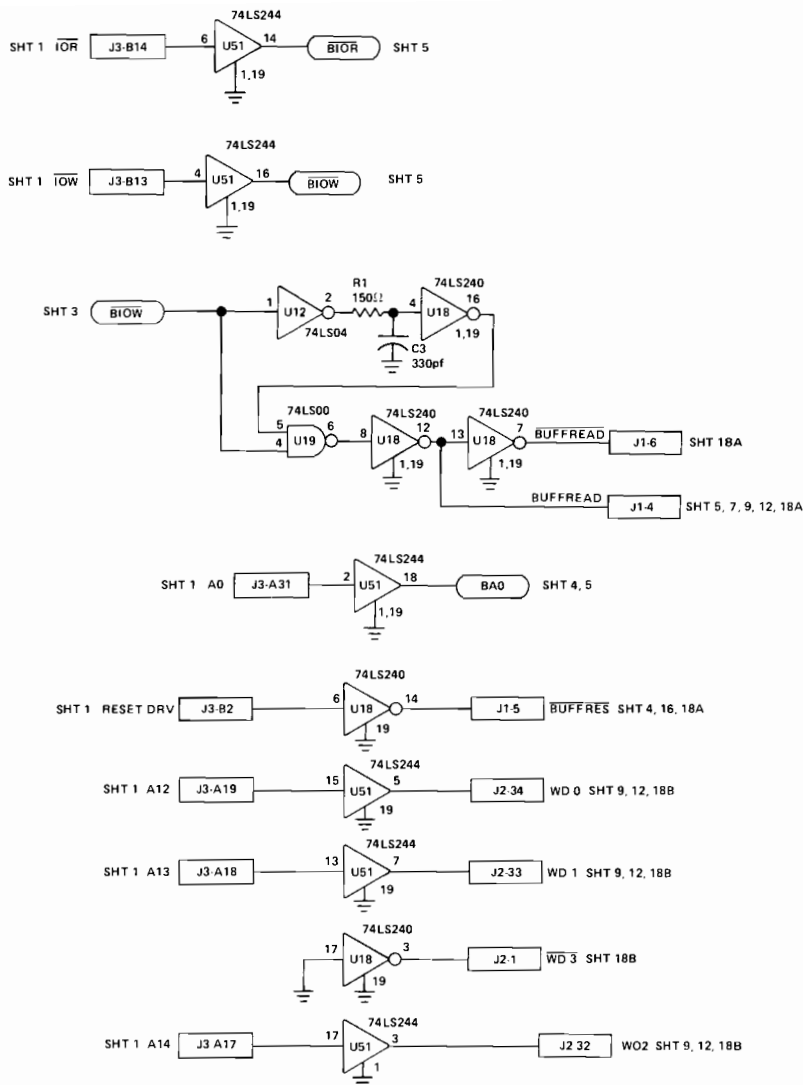 74LS244
SHT 1 IOR J3-B14 6 U51 14 BIOR SHT 5
1,19
74LS244
SHT 1 IOW J3-B13 4 U51 16 BIOW SHT 5
1,19
R1 74LS240
150Ω 16
SHT 3 BIOW 1 U12 2 4 U18
74LS04 1,19
C3
330pf
74LS00 74LS240 74LS240
5 4 U19 6 8 U18 12 13 U18 7 BUFFREAD J1-6 SHT 18A
1,19 1,19
BUFFREAD J1-4 SHT 5, 7, 9, 12, 18A
74LS244
SHT 1 A0 J3-A31 2 U51 18 BA0 SHT 4, 5
1,19
74LS240
SHT 1 RESET DRV J3-B2 6 U18 14 J1-5 BUFFRES SHT 4, 16, 18A
19
74LS244
SHT 1 A12 J3-A19 15 U51 5 J2-34 WD 0 SHT 9, 12, 18B
19
74LS244
SHT 1 A13 J3-A18 13 U51 7 J2-33 WD 1 SHT 9, 12, 18B
19
74LS240
17 U18 3 J2-1 WD 3 SHT 18B
19
74LS244
SHT 1 A14 J3 A17 17 U51 3 J2 32 WO2 SHT 9, 12, 18B
1